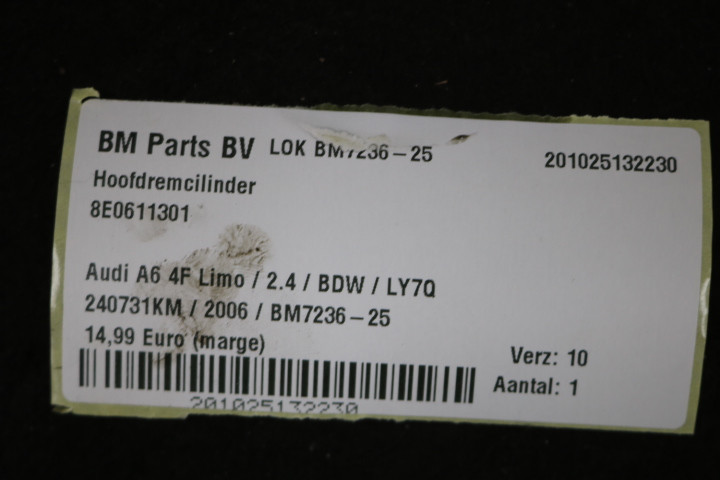 BM Parts BV LOK BM7236-25 201025132230
Hoofdremcilinder
8E0611301
Audi A6 4F Limo / 2.4 / BDW / LY7Q
240731KM / 2006 / BM7236-25
14,99 Euro (marge)
Verz: 10
Aantal: 1
201025132230